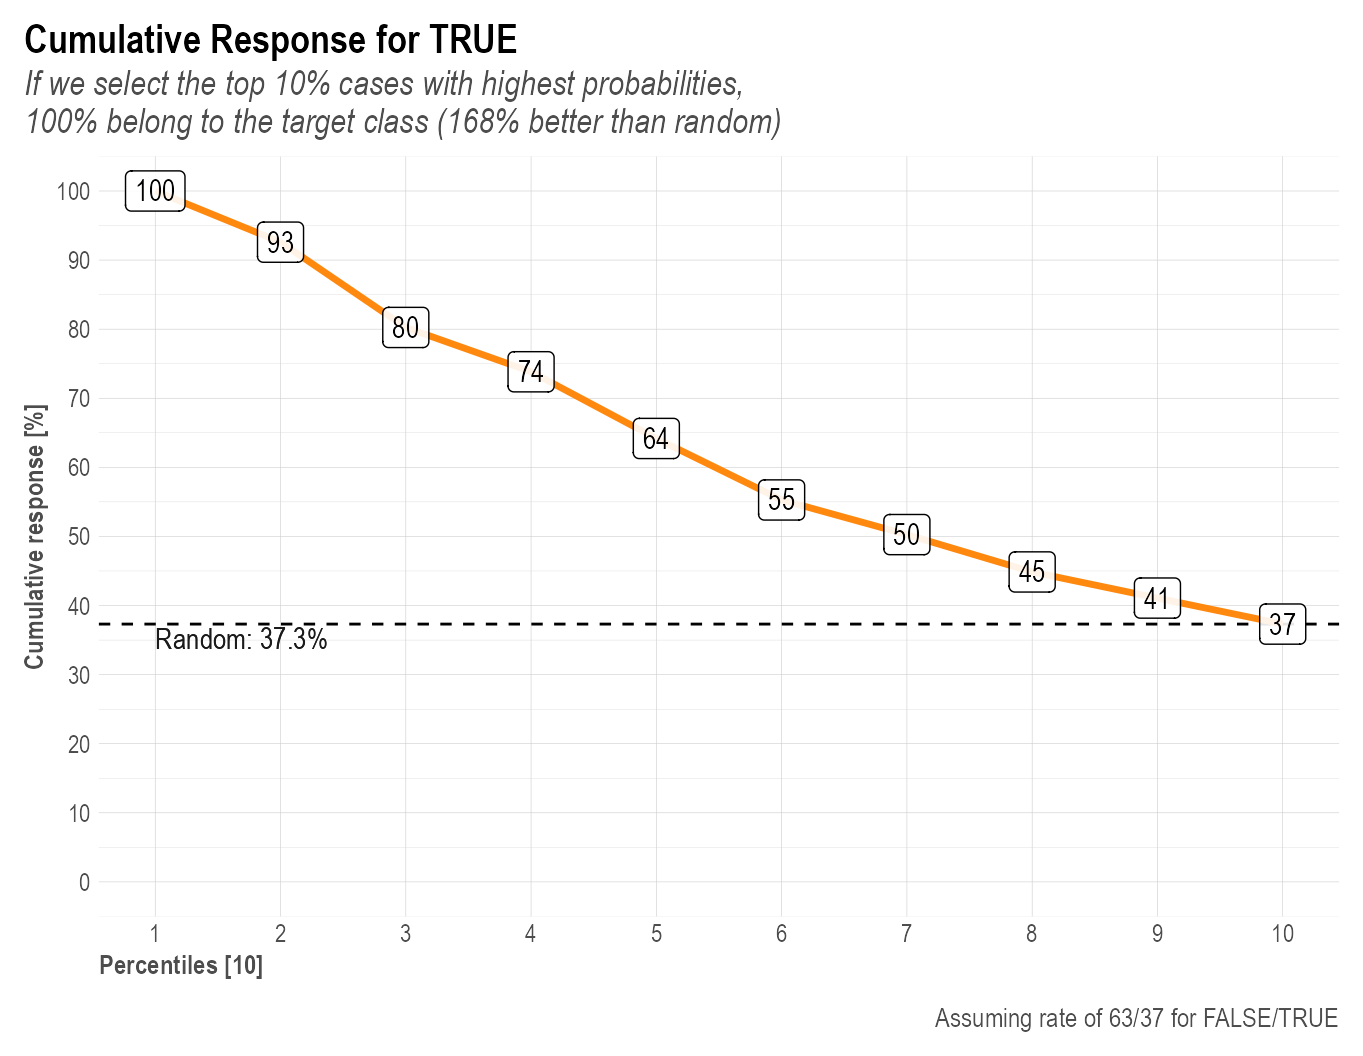 Cumulative Response for TRUE
If we select the top 10% cases with highest probabilities,
100% belong to the target class (168% better than random)
Cumulative response [%]
100
90
80
70
60
50
40
30
20
10
0
100
93
80
74
64
55
50
45
41
37
Random: 37.3%
1 2 3 4 5 6 7 8 9 10
Percentiles [10]
Assuming rate of 63/37 for FALSE/TRUE